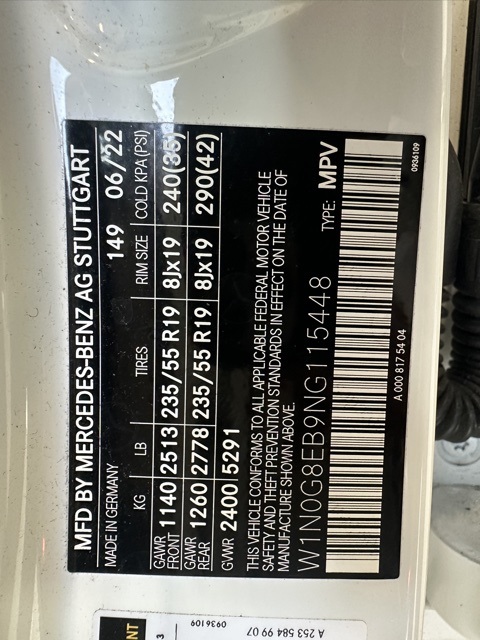 MFD BY MERCEDES-BENZ AG STUTTGART
MADE IN GERMANY 149 06/22
KG LB TIRES RIM SIZE COLD KPA (PSI)
GAWR FRONT 1140 2513 235/55 R19 8Jx19 240(35)
GAWR REAR 1260 2778 235/55 R19 8Jx19 290(42)
GVWR 2400 5291
THIS VEHICLE CONFORMS TO ALL APPLICABLE FEDERAL MOTOR VEHICLE
SAFETY AND THEFT PREVENTION STANDARDS IN EFFECT ON THE DATE OF
MANUFACTURE SHOWN ABOVE.
W1N0G8EB9NG115448 TYPE: MPV
A 000 817 54 04
0936109
0936109
A 253 584 99 07